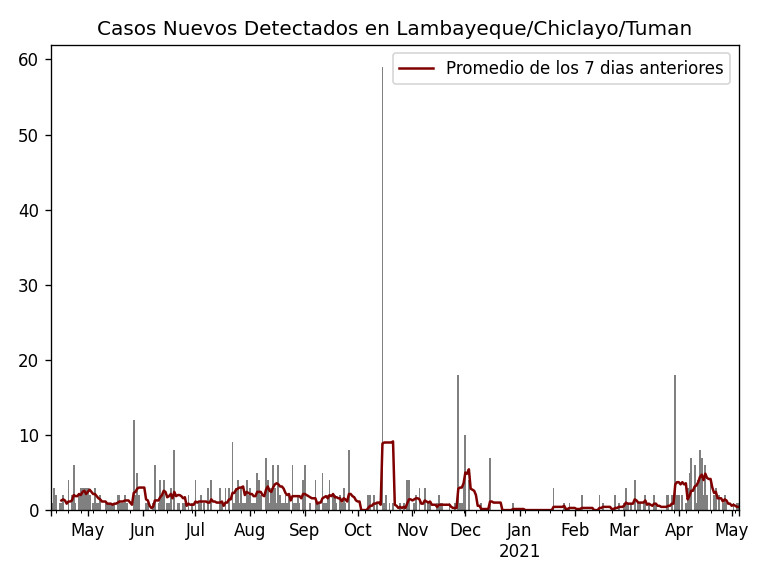 Casos Nuevos Detectados en Lambayeque/Chiclayo/Tuman
Promedio de los 7 dias anteriores
60
50
40
30
20
10
0
May Jun Jul Aug Sep Oct Nov Dec Jan Feb Mar Apr May
2021